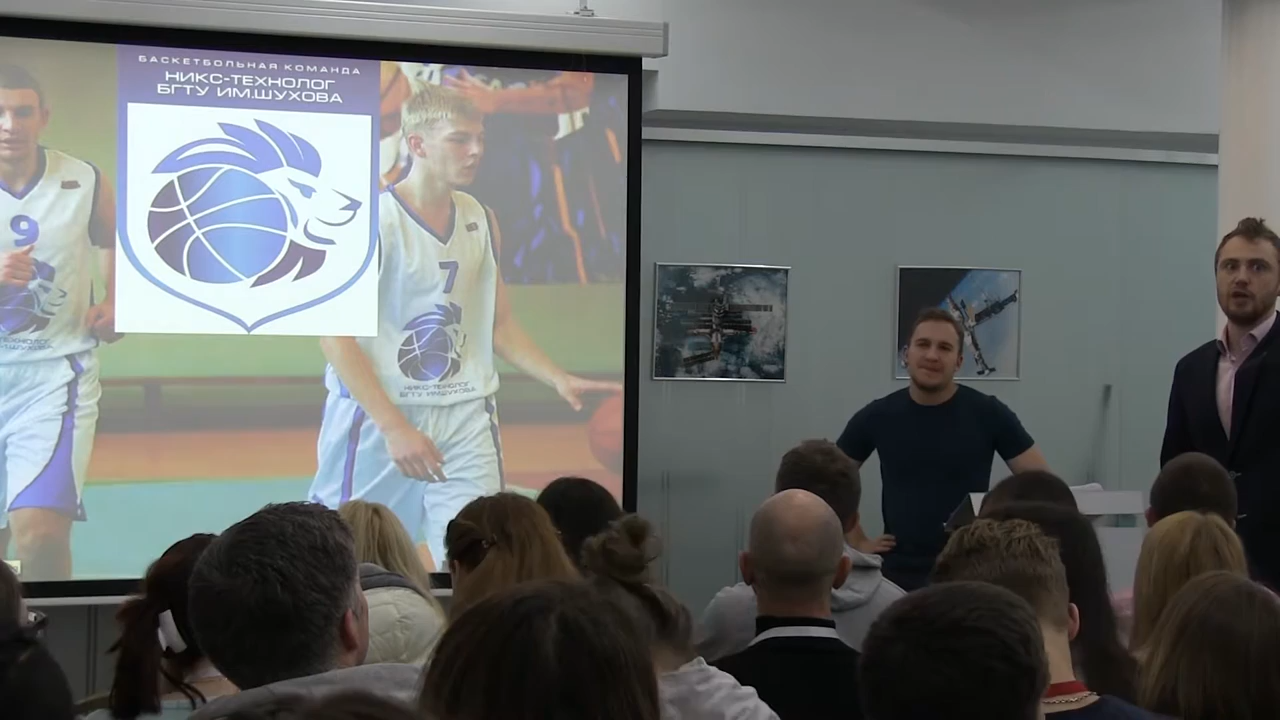 БАСКЕТБОЛЬНАЯ КОМАНДА
НИКС-ТЕХНОЛОГ
БГТУ ИМ.ШУХОВА
9
7
НИКС-ТЕХНОЛОГ
БГТУ ИМ.ШУХОВА